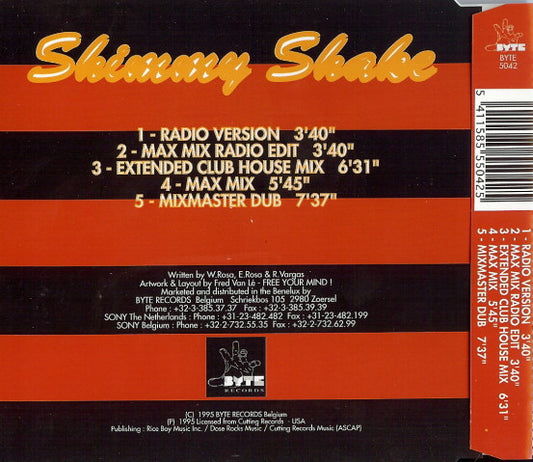 Shimmy Shake
1 - RADIO VERSION 3'40"
2 - MAX MIX RADIO EDIT 3'40"
3 - EXTENDED CLUB HOUSE MIX 6'31"
4 - MAX MIX 5'45"
5 - MIXMASTER DUB 7'37"
Written by W.Rosa, E.Rosa & R.Vargas
Artwork & Layout by Fred Van Lê - FREE YOUR MIND !
Marketed and distributed in the Benelux by
BYTE RECORDS Belgium Schriekbos 105 2980 Zoersel
Phone : +32-3-385.37.37 Fax : +32-3-385.39.39
SONY The Netherlands : Phone : +31-23-482.482 Fax : +31-23-482.199
SONY Belgium : Phone : +32-2-732.55.35 Fax : +32-2-732.62.99
BYTE
RECORDS
(C) 1995 BYTE RECORDS Belgium
(P) 1995 Licensed from Cutting Records - USA
Publishing : Rice Boy Music Inc. / Dose Rocks Music / Cutting Records Music (ASCAP)
BYTE
BYTE
5042
5 411585 550425
1 - RADIO VERSION 3'40"
2 - MAX MIX RADIO EDIT 3'40"
3 - EXTENDED CLUB HOUSE MIX 6'31"
4 - MAX MIX 5'45"
5 - MIXMASTER DUB 7'37"